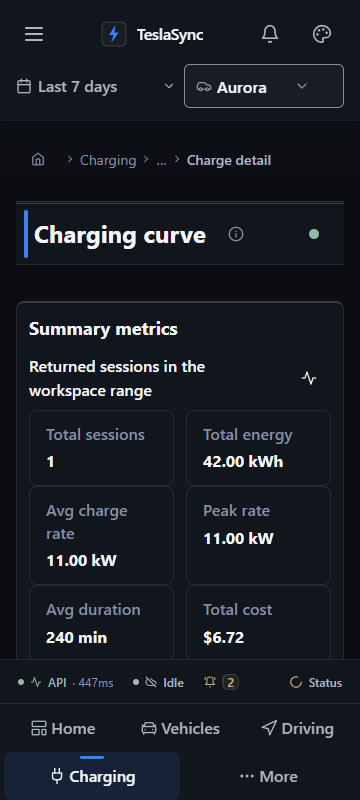 TeslaSync
Last 7 days
Aurora
Charging
...
Charge detail
Charging curve
Summary metrics
Returned sessions in the
workspace range
Total sessions
1
Total energy
42.00 kWh
Avg charge
rate
11.00 kW
Peak rate
11.00 kW
Avg duration
240 min
Total cost
$6.72
API · 447ms
Idle
2
Status
Home
Vehicles
Driving
Charging
More